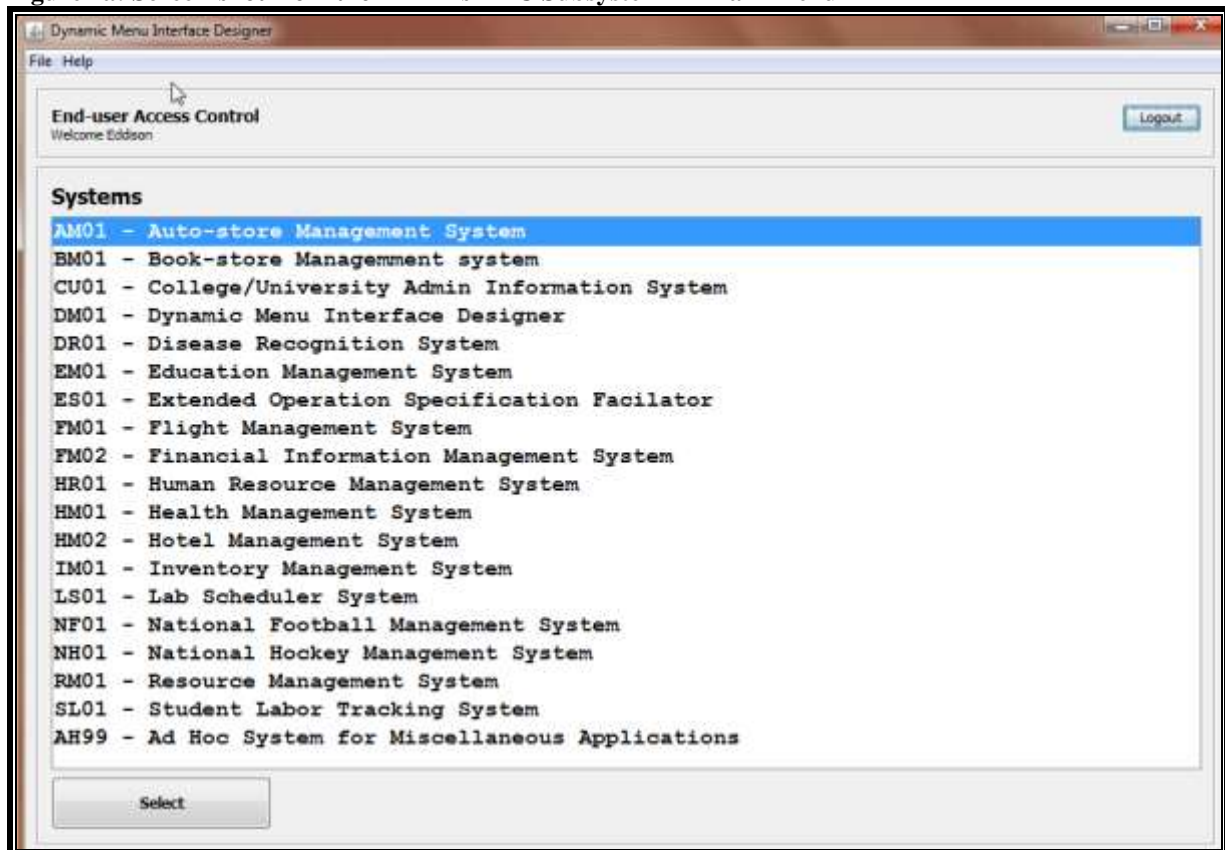 Dynamic Menu Interface Designer
File Help
End-user Access Control
Welcome Eddison
Logout
Systems
AM01 - Auto-store Management System
BM01 - Book-store Managemment system
CU01 - College/University Admin Information System
DM01 - Dynamic Menu Interface Designer
DR01 - Disease Recognition System
EM01 - Education Management System
ES01 - Extended Operation Specification Facilator
FM01 - Flight Management System
FM02 - Financial Information Management System
HR01 - Human Resource Management System
HM01 - Health Management System
HM02 - Hotel Management System
IM01 - Inventory Management System
LS01 - Lab Scheduler System
NF01 - National Football Management System
NH01 - National Hockey Management System
RM01 - Resource Management System
SL01 - Student Labor Tracking System
AH99 - Ad Hoc System for Miscellaneous Applications
Select